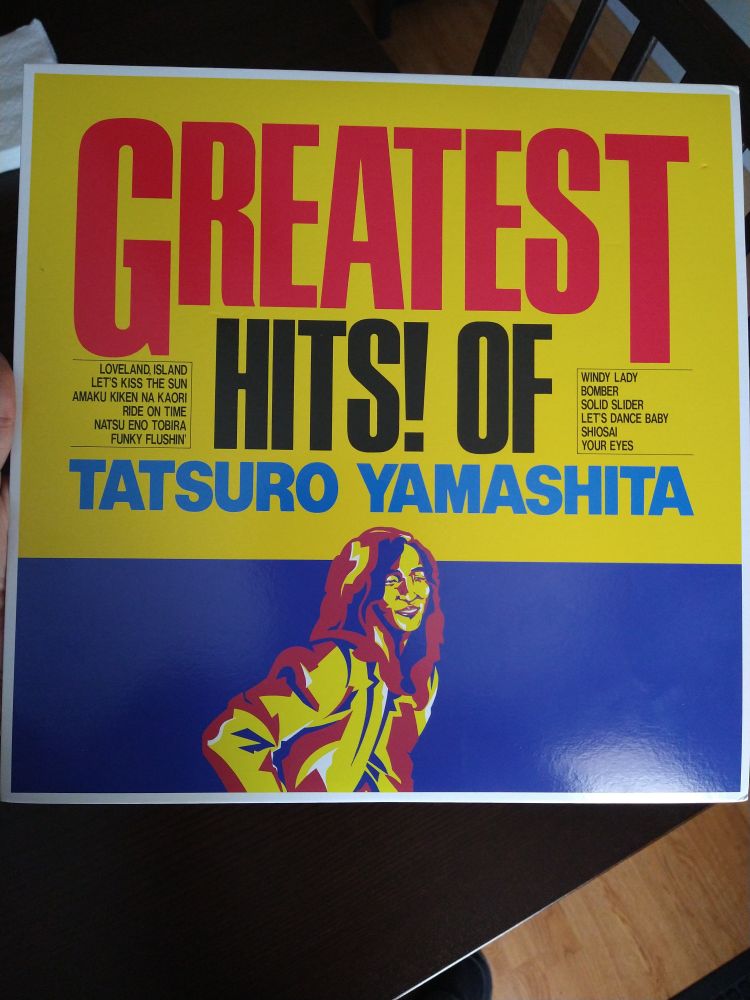 GREATEST
HITS! OF
LOVELAND, ISLAND
LET'S KISS THE SUN
AMAKU KIKEN NA KAORI
RIDE ON TIME
NATSU ENO TOBIRA
FUNKY FLUSHIN'
WINDY LADY
BOMBER
SOLID SLIDER
LET'S DANCE BABY
SHIOSAI
YOUR EYES
TATSURO YAMASHITA